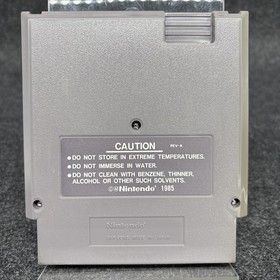 CAUTION
REV-A
●DO NOT STORE IN EXTREME TEMPERATURES.
●DO NOT IMMERSE IN WATER.
●DO NOT CLEAN WITH BENZENE, THINNER,
ALCOHOL OR OTHER SUCH SOLVENTS.
©®Nintendo® 1985
Nintendo